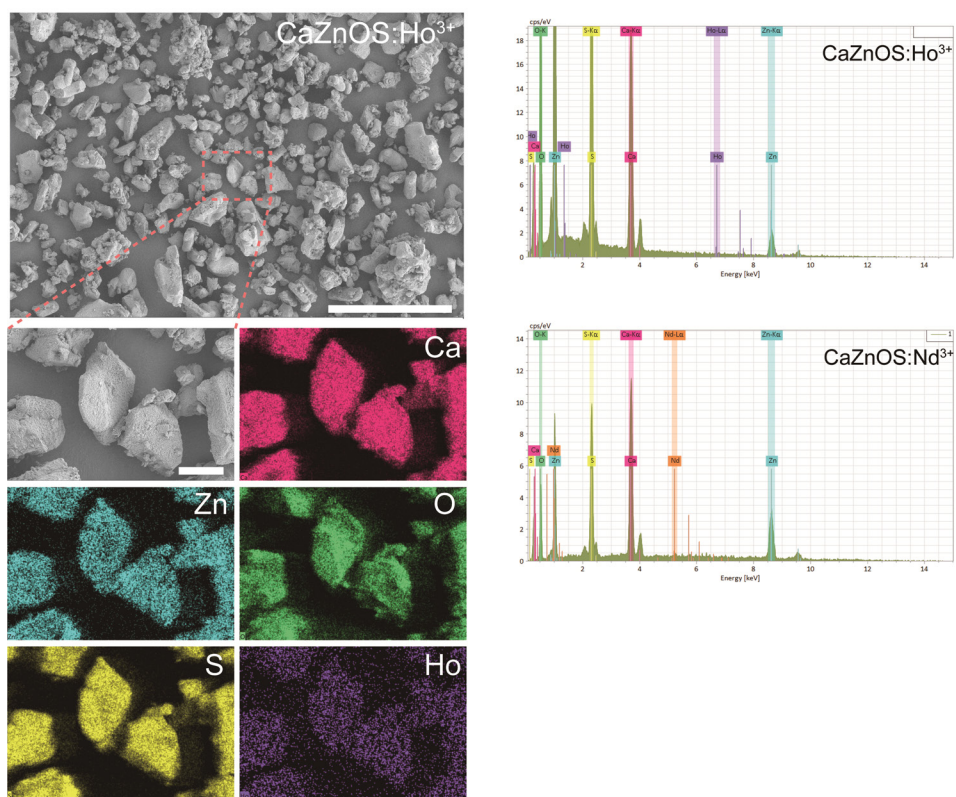 CaZnOS:Ho³⁺
Ca
Zn
O
S
Ho
cps/eV
O-K
S-Kα
Ca-Kα
Ho-Lα
Zn-Kα
CaZnOS:Ho³⁺
18
16
14
12
10
8
6
4
2
0
Ho
Ca
Ho
S
O
Zn
S
Ca
Ho
Zn
2
4
6
8
10
12
14
Energy [keV]
cps/eV
O-K
S-Kα
Ca-Kα
Nd-Lα
Zn-Kα
1
CaZnOS:Nd³⁺
14
12
10
8
6
4
2
0
Ca
Nd
S
O
Zn
S
Ca
Nd
Zn
2
4
6
8
10
12
14
Energy [keV]